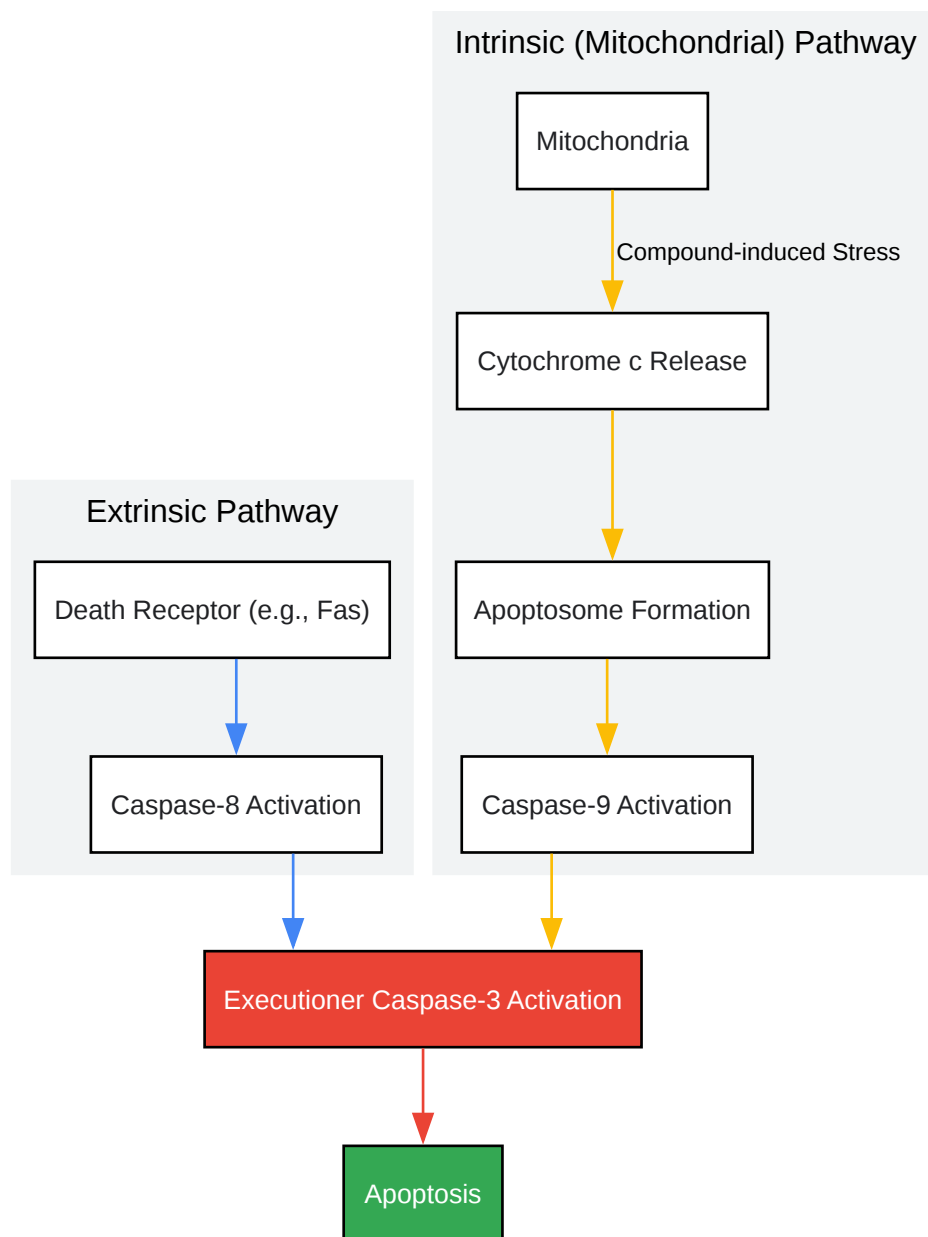 Intrinsic (Mitochondrial) Pathway
Mitochondria
Compound-induced Stress
Cytochrome c Release
Extrinsic Pathway
Death Receptor (e.g., Fas)
Apoptosome Formation
Caspase-8 Activation
Caspase-9 Activation
Executioner Caspase-3 Activation
Apoptosis